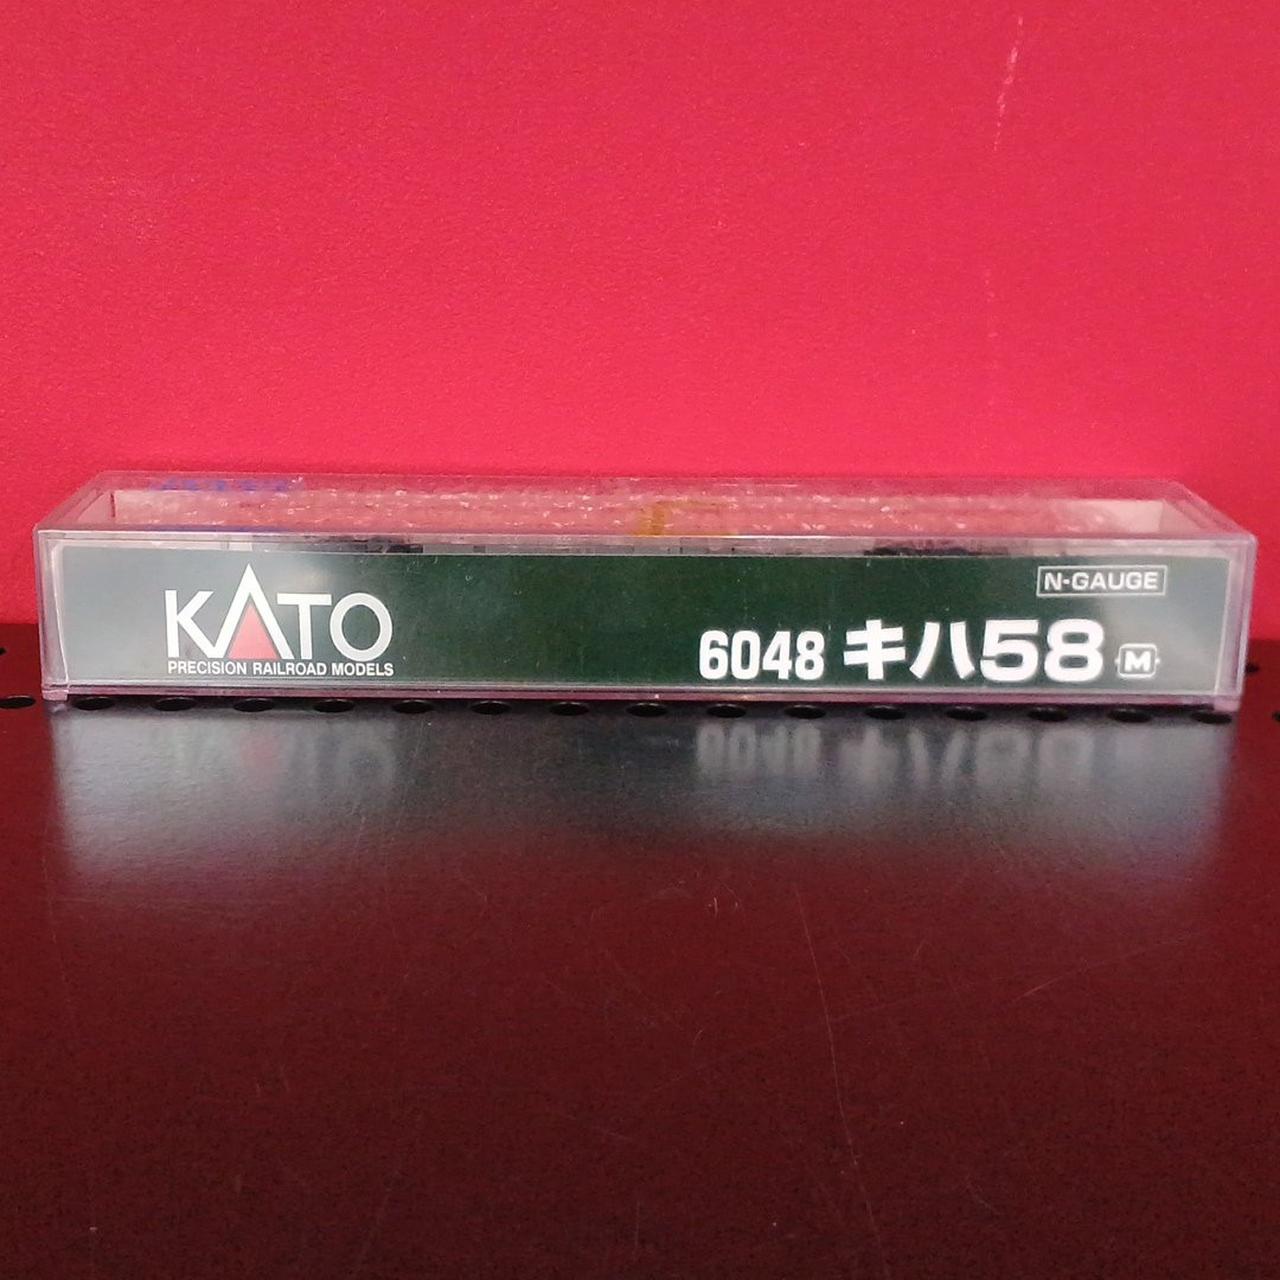 KATO
PRECISION RAILROAD MODELS
N-GAUGE
6048 キハ58 M